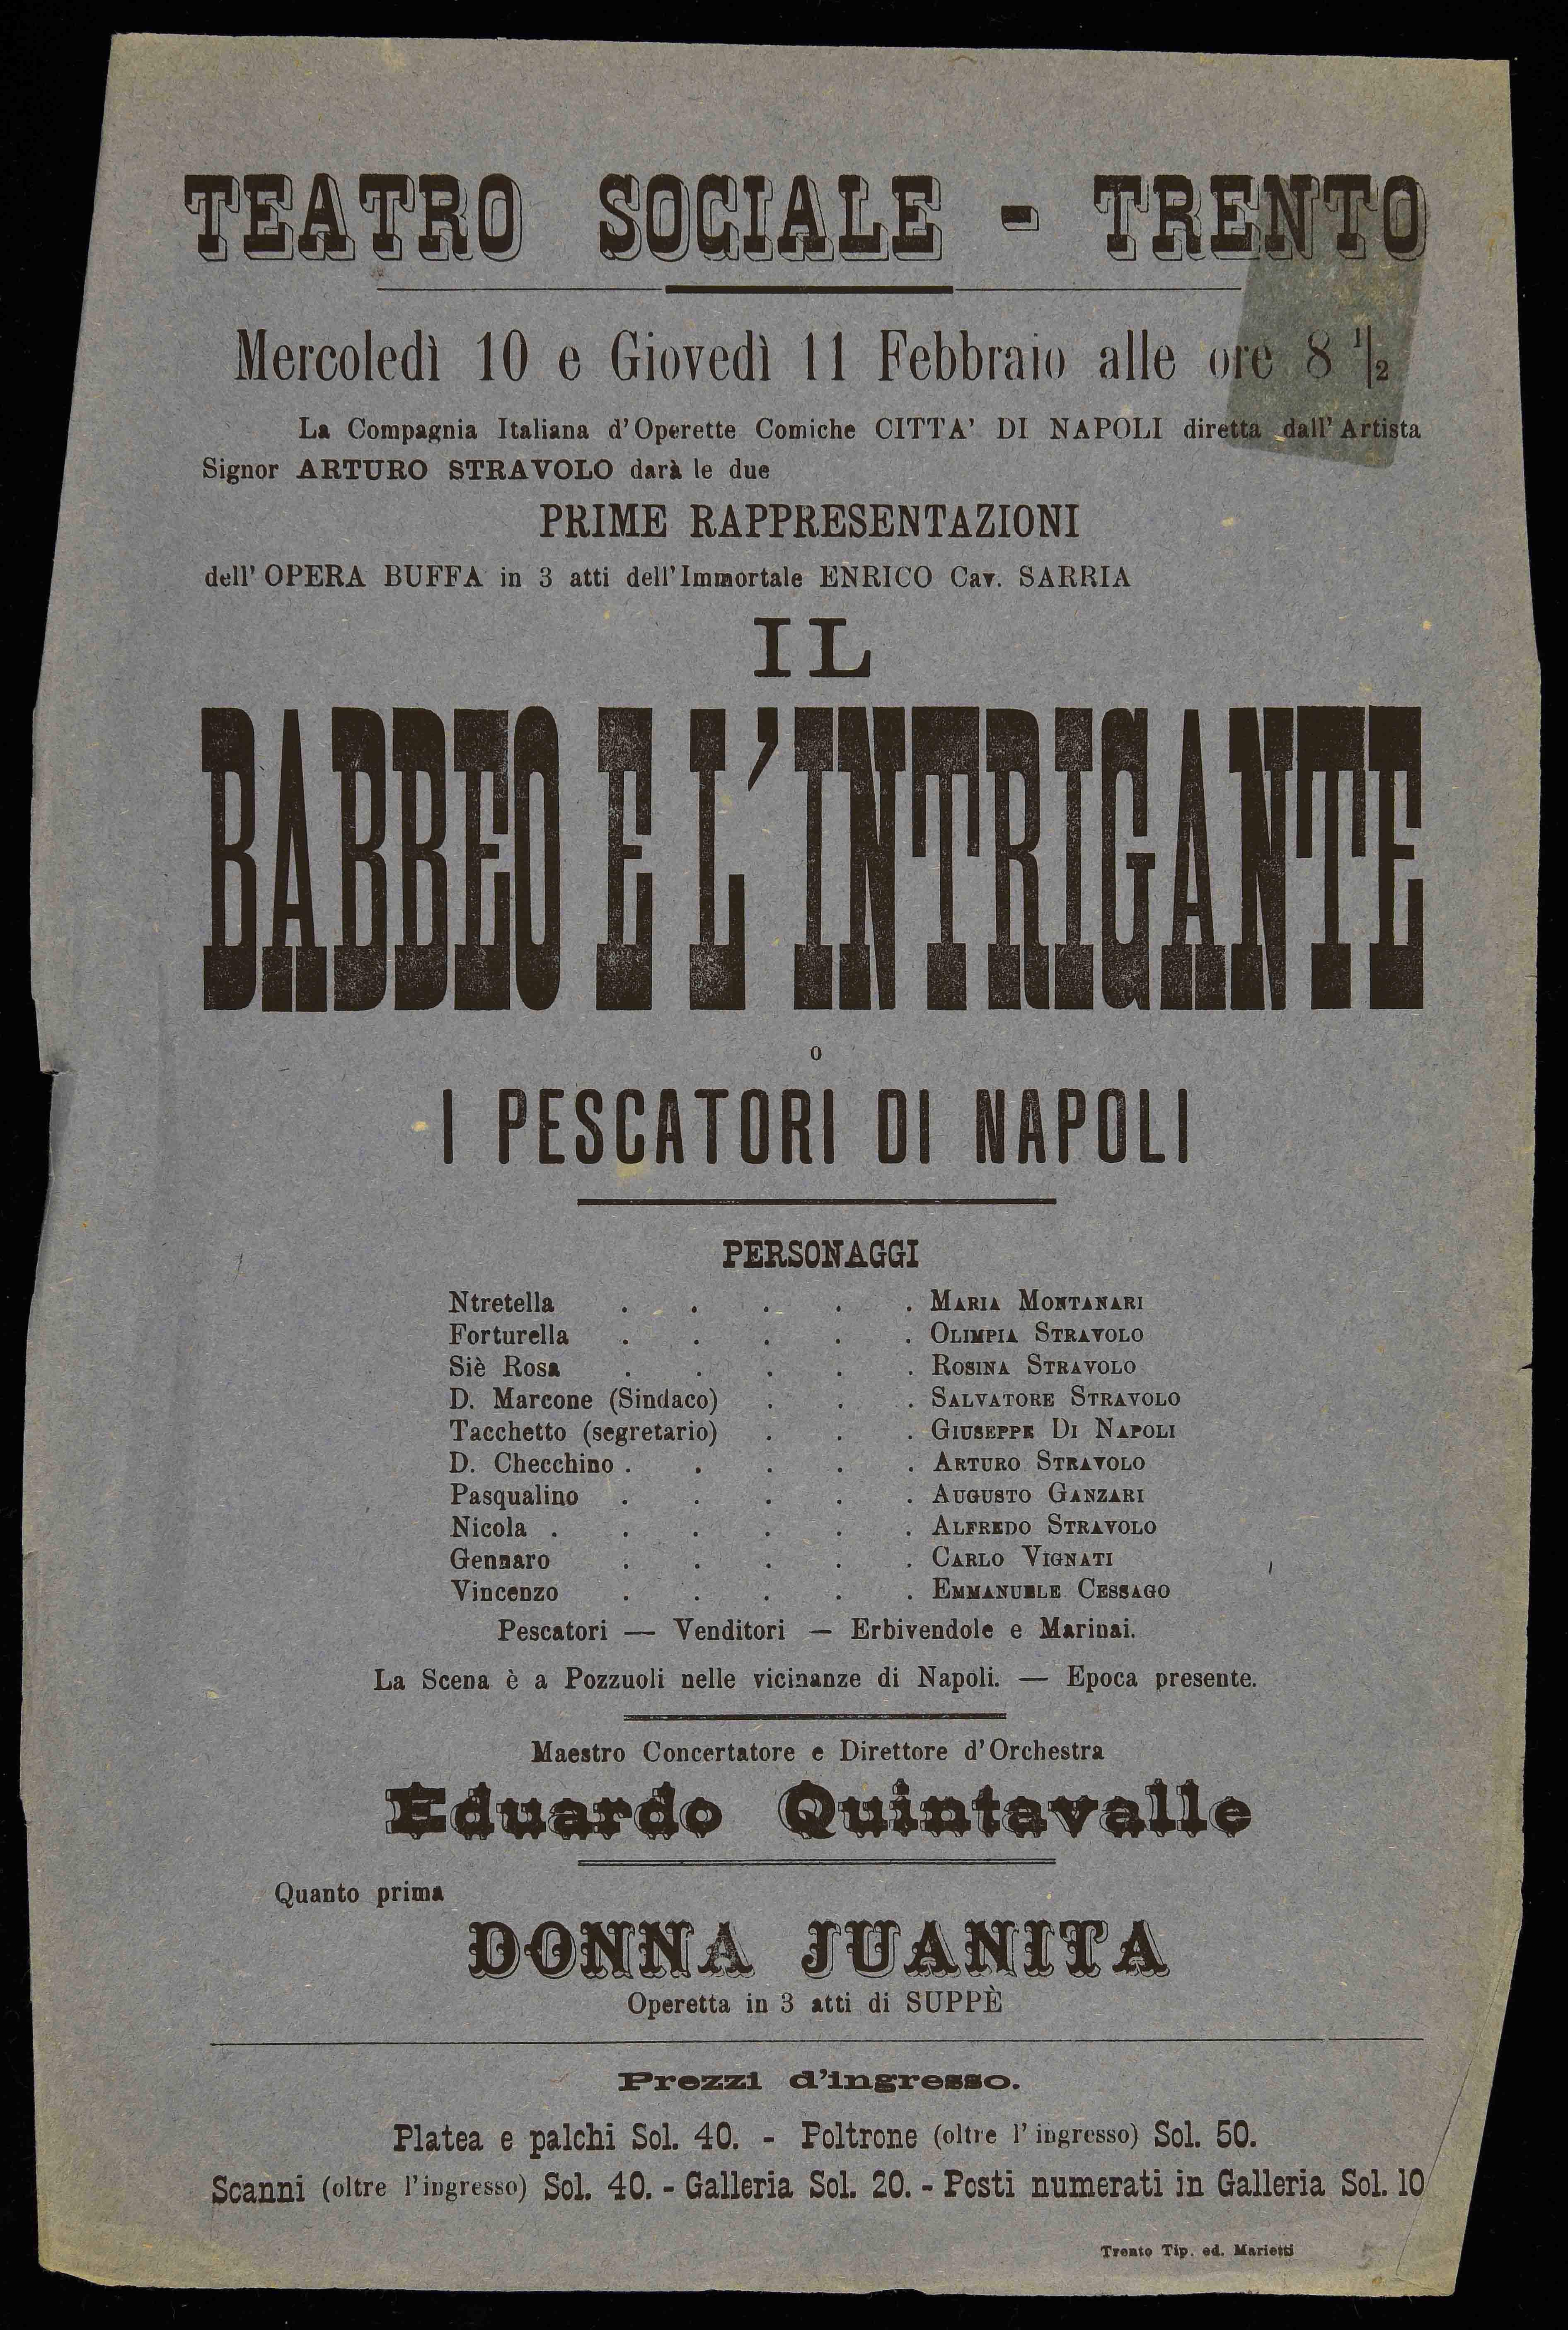 TEATRO SOCIALE - TRENTO
Mercoledì 10 e Giovedì 11 Febbraio alle ore 8 1/2
La Compagnia Italiana d'Operette Comiche CITTA' DI NAPOLI diretta dall'Artista
Signor ARTURO STRAVOLO darà le due
PRIME RAPPRESENTAZIONI
dell'OPERA BUFFA in 3 atti dell'Immortale ENRICO Cav. SARRIA
IL
BABBEO E L'INTRIGANTE
o
I PESCATORI DI NAPOLI
PERSONAGGI
Ntretella . . . . . MARIA MONTANARI
Forturella . . . . . OLIMPIA STRAVOLO
Siè Rosa . . . . . ROSINA STRAVOLO
D. Marcone (Sindaco) . . . SALVATORE STRAVOLO
Tacchetto (segretario) . . . GIUSEPPE DI NAPOLI
D. Checchino . . . . . ARTURO STRAVOLO
Pasqualino . . . . . AUGUSTO GANZARI
Nicola . . . . . . ALFREDO STRAVOLO
Gennaro . . . . . CARLO VIGNATI
Vincenzo . . . . . EMMANUELE CESSAGO
Pescatori — Venditori — Erbivendole e Marinai.
La Scena è a Pozzuoli nelle vicinanze di Napoli. — Epoca presente.
Maestro Concertatore e Direttore d'Orchestra
Eduardo Quintavalle
Quanto prima
DONNA JUANITA
Operetta in 3 atti di SUPPÈ
Prezzi d'ingresso.
Platea e palchi Sol. 40. - Poltrone (oltre l'ingresso) Sol. 50.
Scanni (oltre l'ingresso) Sol. 40. - Galleria Sol. 20. - Posti numerati in Galleria Sol. 10
Trento Tip. ed. Marietti